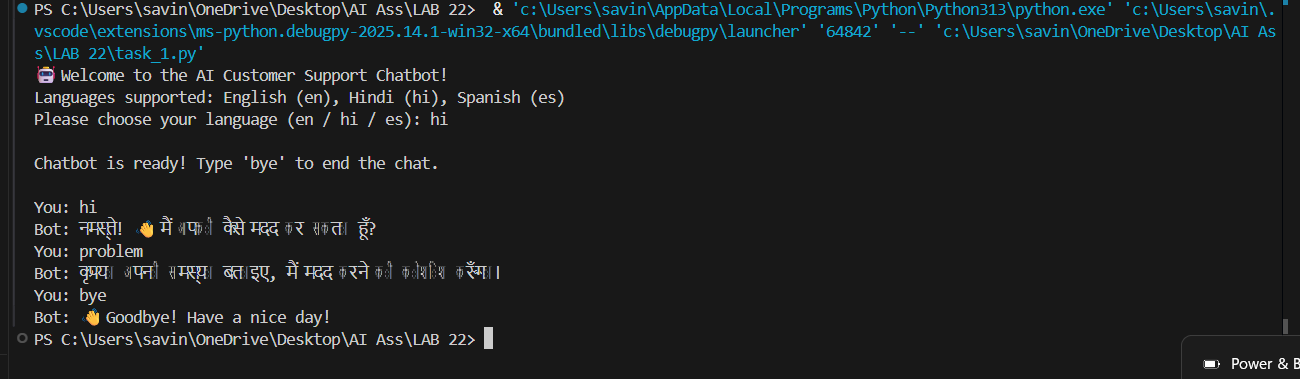 PS C:\Users\savin\OneDrive\Desktop\AI Ass\LAB 22>  & 'c:\Users\savin\AppData\Local\Programs\Python\Python313\python.exe' 'c:\Users\savin\.
vscode\extensions\ms-python.debugpy-2025.14.1-win32-x64\bundled\libs\debugpy\launcher' '64842' '--' 'c:\Users\savin\OneDrive\Desktop\AI As
s\LAB 22\task_1.py'
🤖 Welcome to the AI Customer Support Chatbot!
Languages supported: English (en), Hindi (hi), Spanish (es)
Please choose your language (en / hi / es): hi
Chatbot is ready! Type 'bye' to end the chat.
You: hi
Bot: नमस्ते! 👋 मैं आपकी कैसे मदद कर सकता हूँ?
You: problem
Bot: कृपया अपनी समस्या बताइए, मैं मदद करने की कोशिश करूँगा।
You: bye
Bot: 👋 Goodbye! Have a nice day!
PS C:\Users\savin\OneDrive\Desktop\AI Ass\LAB 22>
Power & B